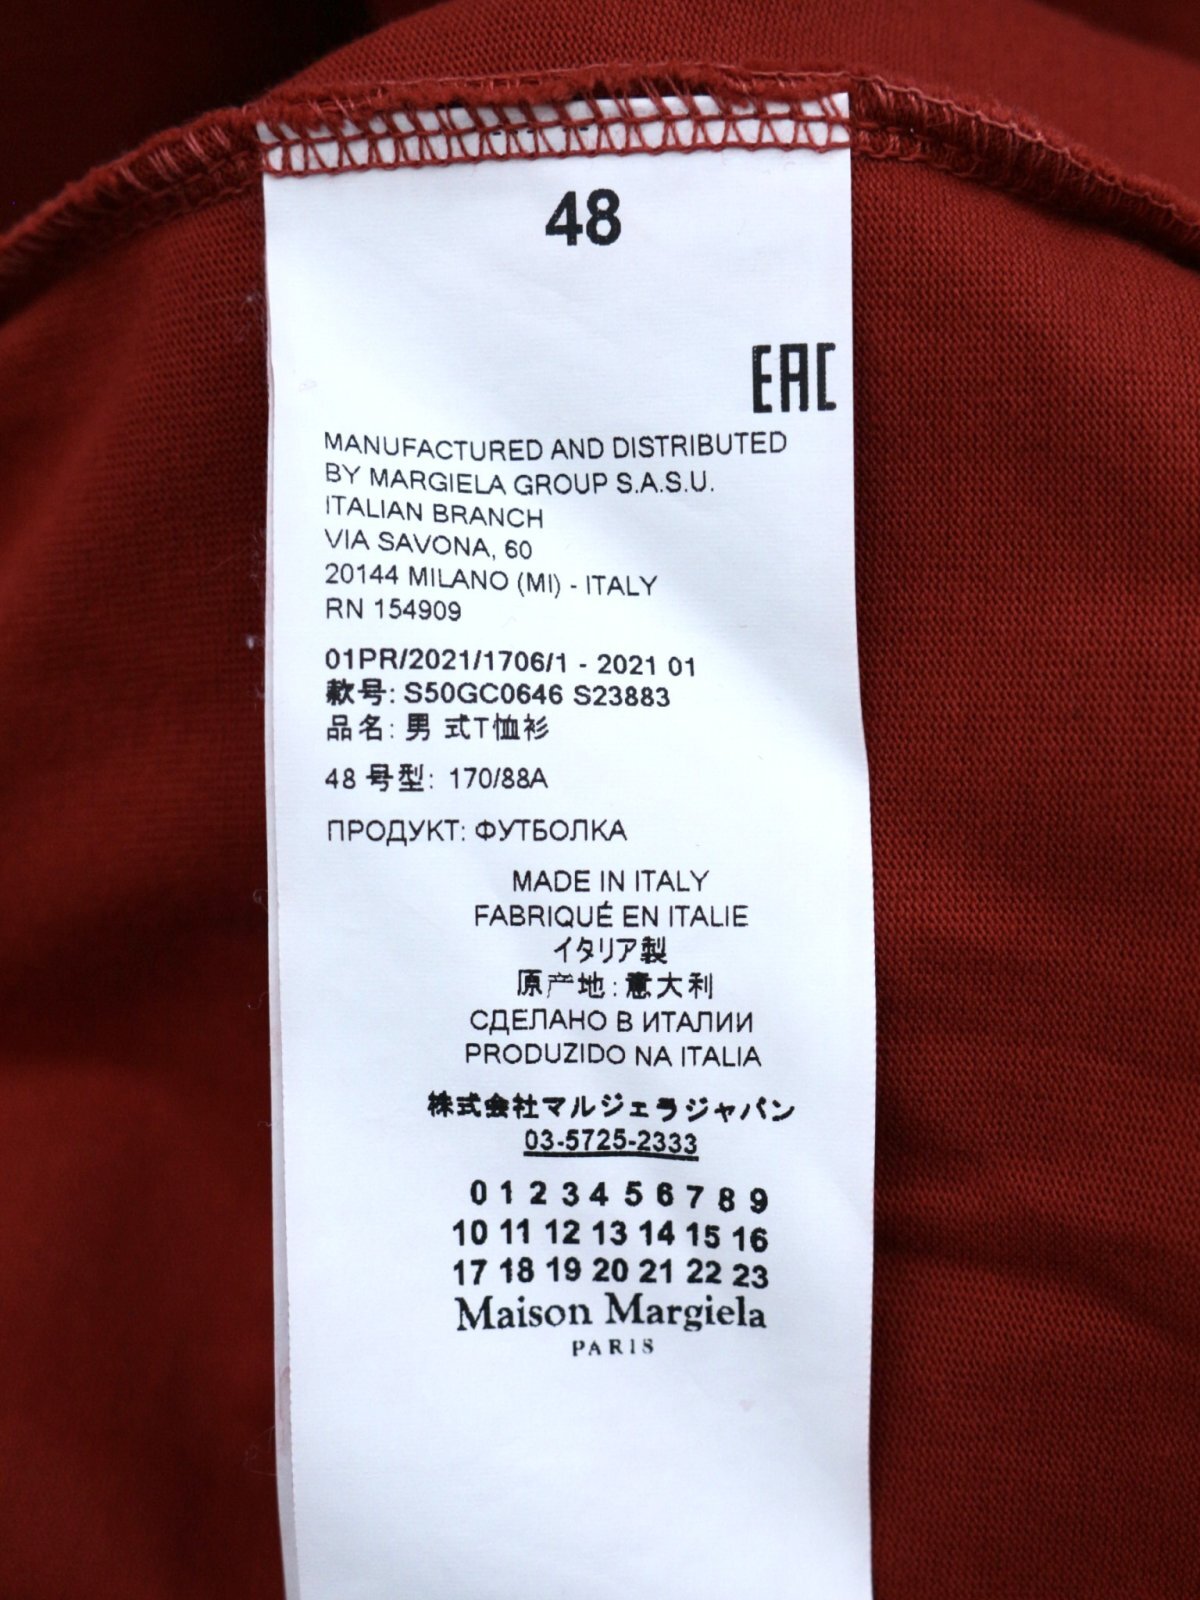 48
EAC
MANUFACTURED AND DISTRIBUTED
BY MARGIELA GROUP S.A.S.U.
ITALIAN BRANCH
VIA SAVONA, 60
20144 MILANO (MI) - ITALY
RN 154909
01PR/2021/1706/1 - 2021 01
款号: S50GC0646 S23883
品名: 男 式T恤衫
48 号型: 170/88A
ПРОДУКТ: ФУТБОЛКА
MADE IN ITALY
FABRIQUÉ EN ITALIE
イタリア製
原产地:意大利
СДЕЛАНО В ИТАЛИИ
PRODUZIDO NA ITALIA
株式会社マルジェラジャパン
03-5725-2333
0 1 2 3 4 5 6 7 8 9
10 11 12 13 14 15 16
17 18 19 20 21 22 23
Maison Margiela
PARIS